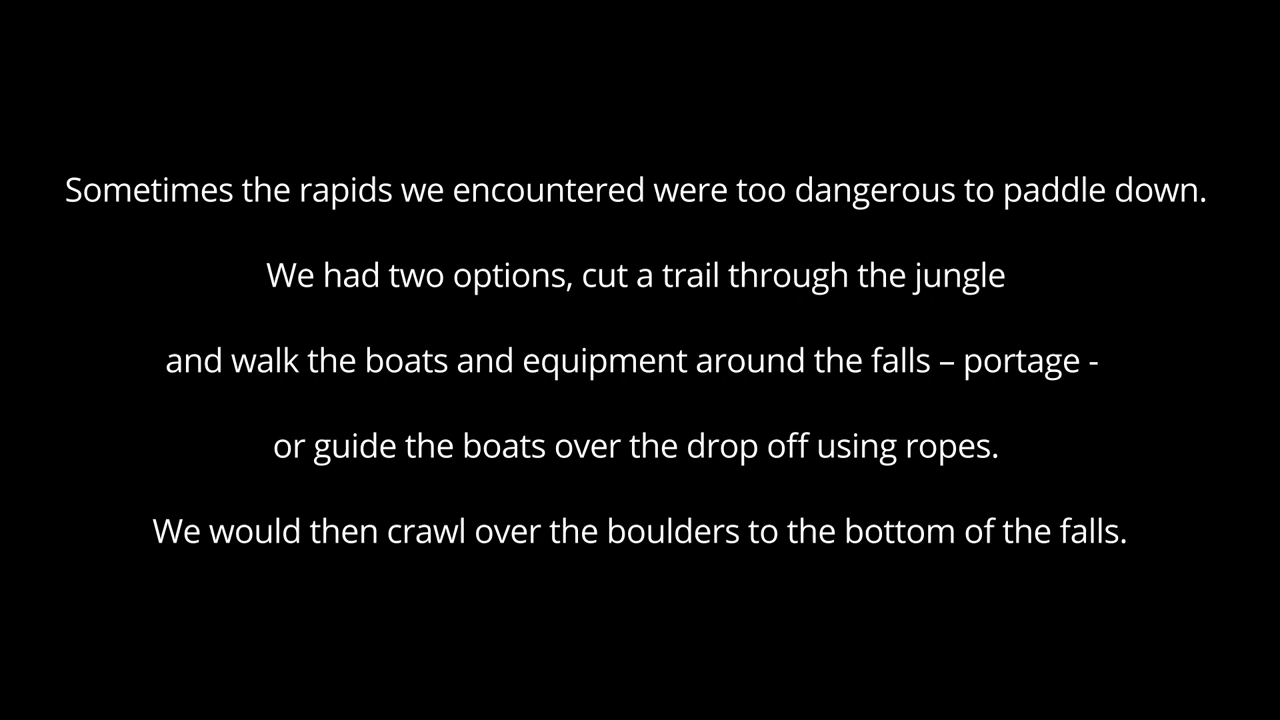 Sometimes the rapids we encountered were too dangerous to paddle down.
We had two options, cut a trail through the jungle
and walk the boats and equipment around the falls – portage -
or guide the boats over the drop off using ropes.
We would then crawl over the boulders to the bottom of the falls.